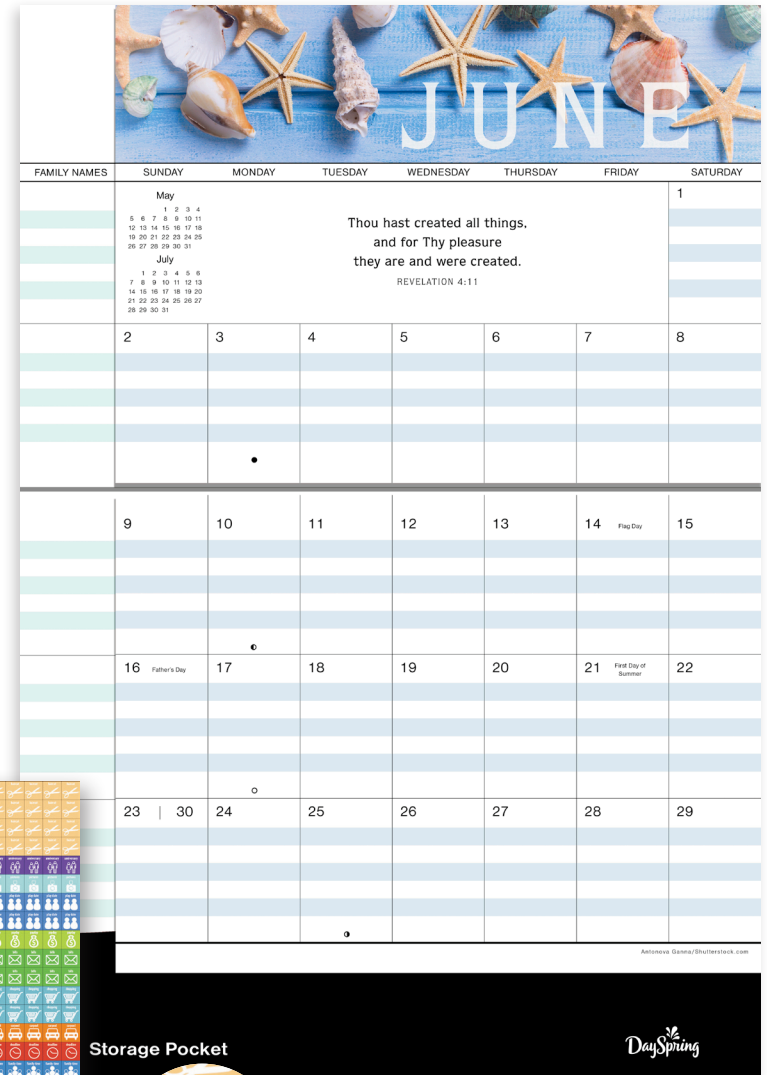 JUNE
FAMILY NAMES SUNDAY MONDAY TUESDAY WEDNESDAY THURSDAY FRIDAY SATURDAY
May
1 2 3 4
5 6 7 8 9 10 11
12 13 14 15 16 17 18
19 20 21 22 23 24 25
26 27 28 29 30 31
July
1 2 3 4 5 6
7 8 9 10 11 12 13
14 15 16 17 18 19 20
21 22 23 24 25 26 27
28 29 30 31
Thou hast created all things,
and for Thy pleasure
they are and were created.
REVELATION 4:11
1
2 3 4 5 6 7 8
9 10 11 12 13 14 Flag Day 15
16 Father's Day 17 18 19 20 21 First Day of
Summer 22
23 | 30 24 25 26 27 28 29
Antonova Ganna/Shutterstock.com
Storage Pocket
DaySpring